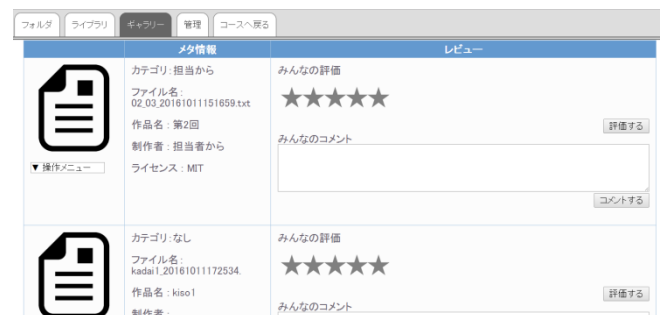 フォルダ ライブラリ ギャラリー 管理 コースへ戻る
メタ情報 レビュー
カテゴリ:担当から
ファイル名:
02_03_20161011151659.txt
作品名:第2回
制作者:担当者から
ライセンス:MIT
▼ 操作メニュー
みんなの評価
評価する
みんなのコメント
コメントする
カテゴリ:なし
ファイル名:
kadai1_20161011172534.
作品名:kiso1
制作者:
みんなの評価
評価する
みんなのコメント